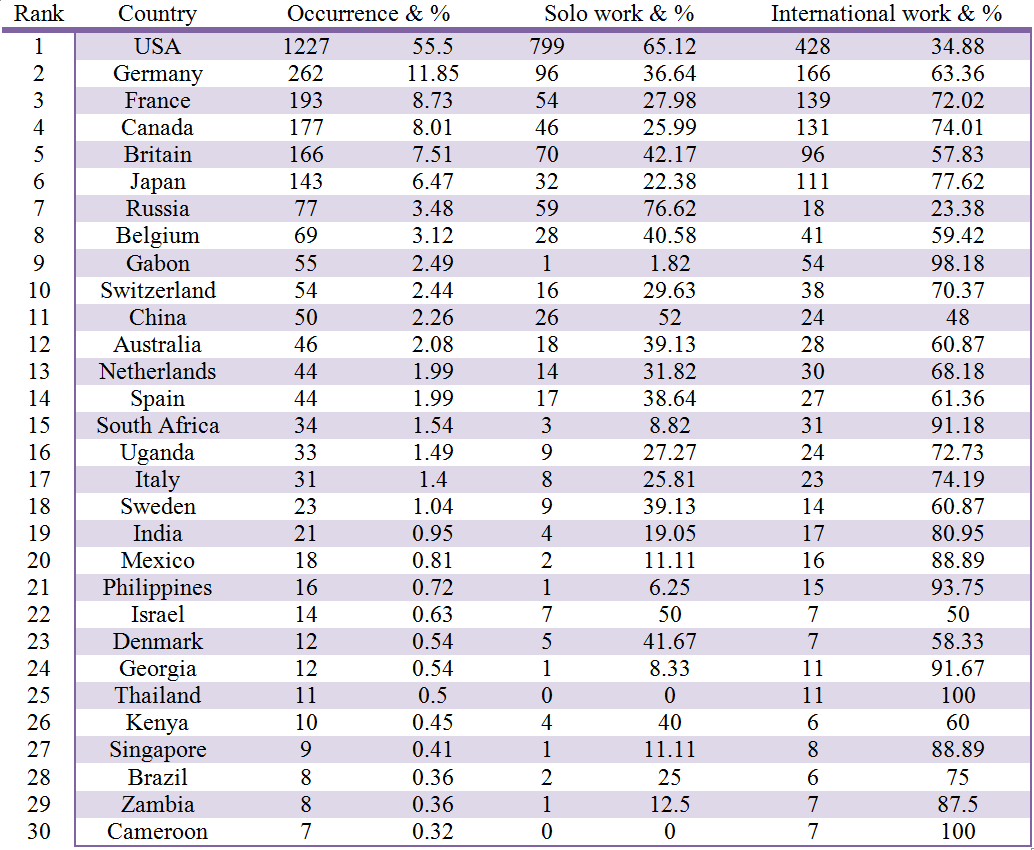 Rank Country Occurrence & % Solo work & % International work & %
1 USA 1227 55.5 799 65.12 428 34.88
2 Germany 262 11.85 96 36.64 166 63.36
3 France 193 8.73 54 27.98 139 72.02
4 Canada 177 8.01 46 25.99 131 74.01
5 Britain 166 7.51 70 42.17 96 57.83
6 Japan 143 6.47 32 22.38 111 77.62
7 Russia 77 3.48 59 76.62 18 23.38
8 Belgium 69 3.12 28 40.58 41 59.42
9 Gabon 55 2.49 1 1.82 54 98.18
10 Switzerland 54 2.44 16 29.63 38 70.37
11 China 50 2.26 26 52 24 48
12 Australia 46 2.08 18 39.13 28 60.87
13 Netherlands 44 1.99 14 31.82 30 68.18
14 Spain 44 1.99 17 38.64 27 61.36
15 South Africa 34 1.54 3 8.82 31 91.18
16 Uganda 33 1.49 9 27.27 24 72.73
17 Italy 31 1.4 8 25.81 23 74.19
18 Sweden 23 1.04 9 39.13 14 60.87
19 India 21 0.95 4 19.05 17 80.95
20 Mexico 18 0.81 2 11.11 16 88.89
21 Philippines 16 0.72 1 6.25 15 93.75
22 Israel 14 0.63 7 50 7 50
23 Denmark 12 0.54 5 41.67 7 58.33
24 Georgia 12 0.54 1 8.33 11 91.67
25 Thailand 11 0.5 0 0 11 100
26 Kenya 10 0.45 4 40 6 60
27 Singapore 9 0.41 1 11.11 8 88.89
28 Brazil 8 0.36 2 25 6 75
29 Zambia 8 0.36 1 12.5 7 87.5
30 Cameroon 7 0.32 0 0 7 100